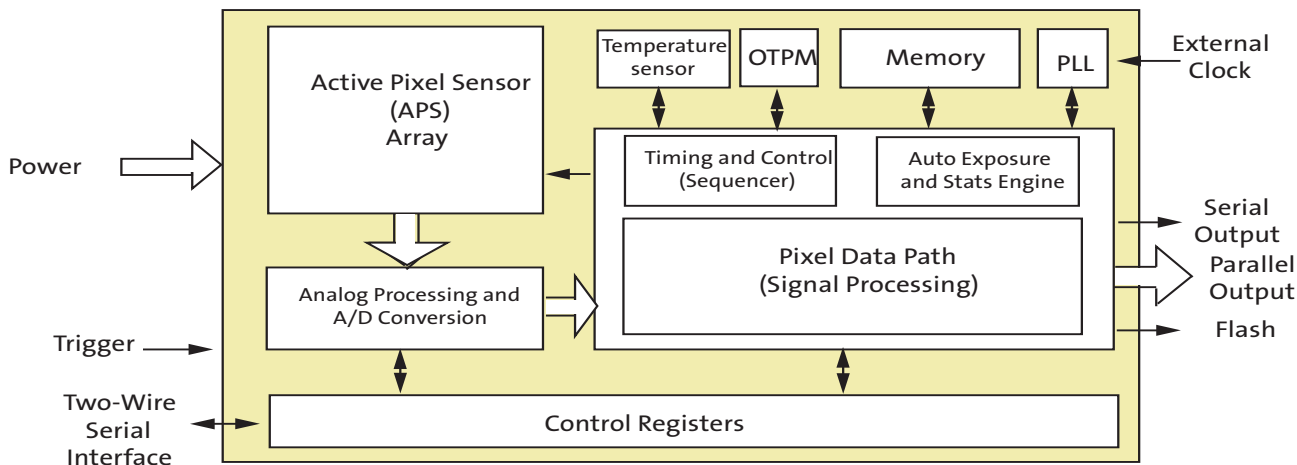 Temperature
sensor
OTPM
Memory
PLL
External
Clock
Active Pixel Sensor
(APS)
Array
Power
Timing and Control
(Sequencer)
Auto Exposure
and Stats Engine
Serial
Output
Pixel Data Path
(Signal Processing)
Parallel
Output
Analog Processing and
A/D Conversion
Flash
Trigger
Two-Wire
Serial
Interface
Control Registers